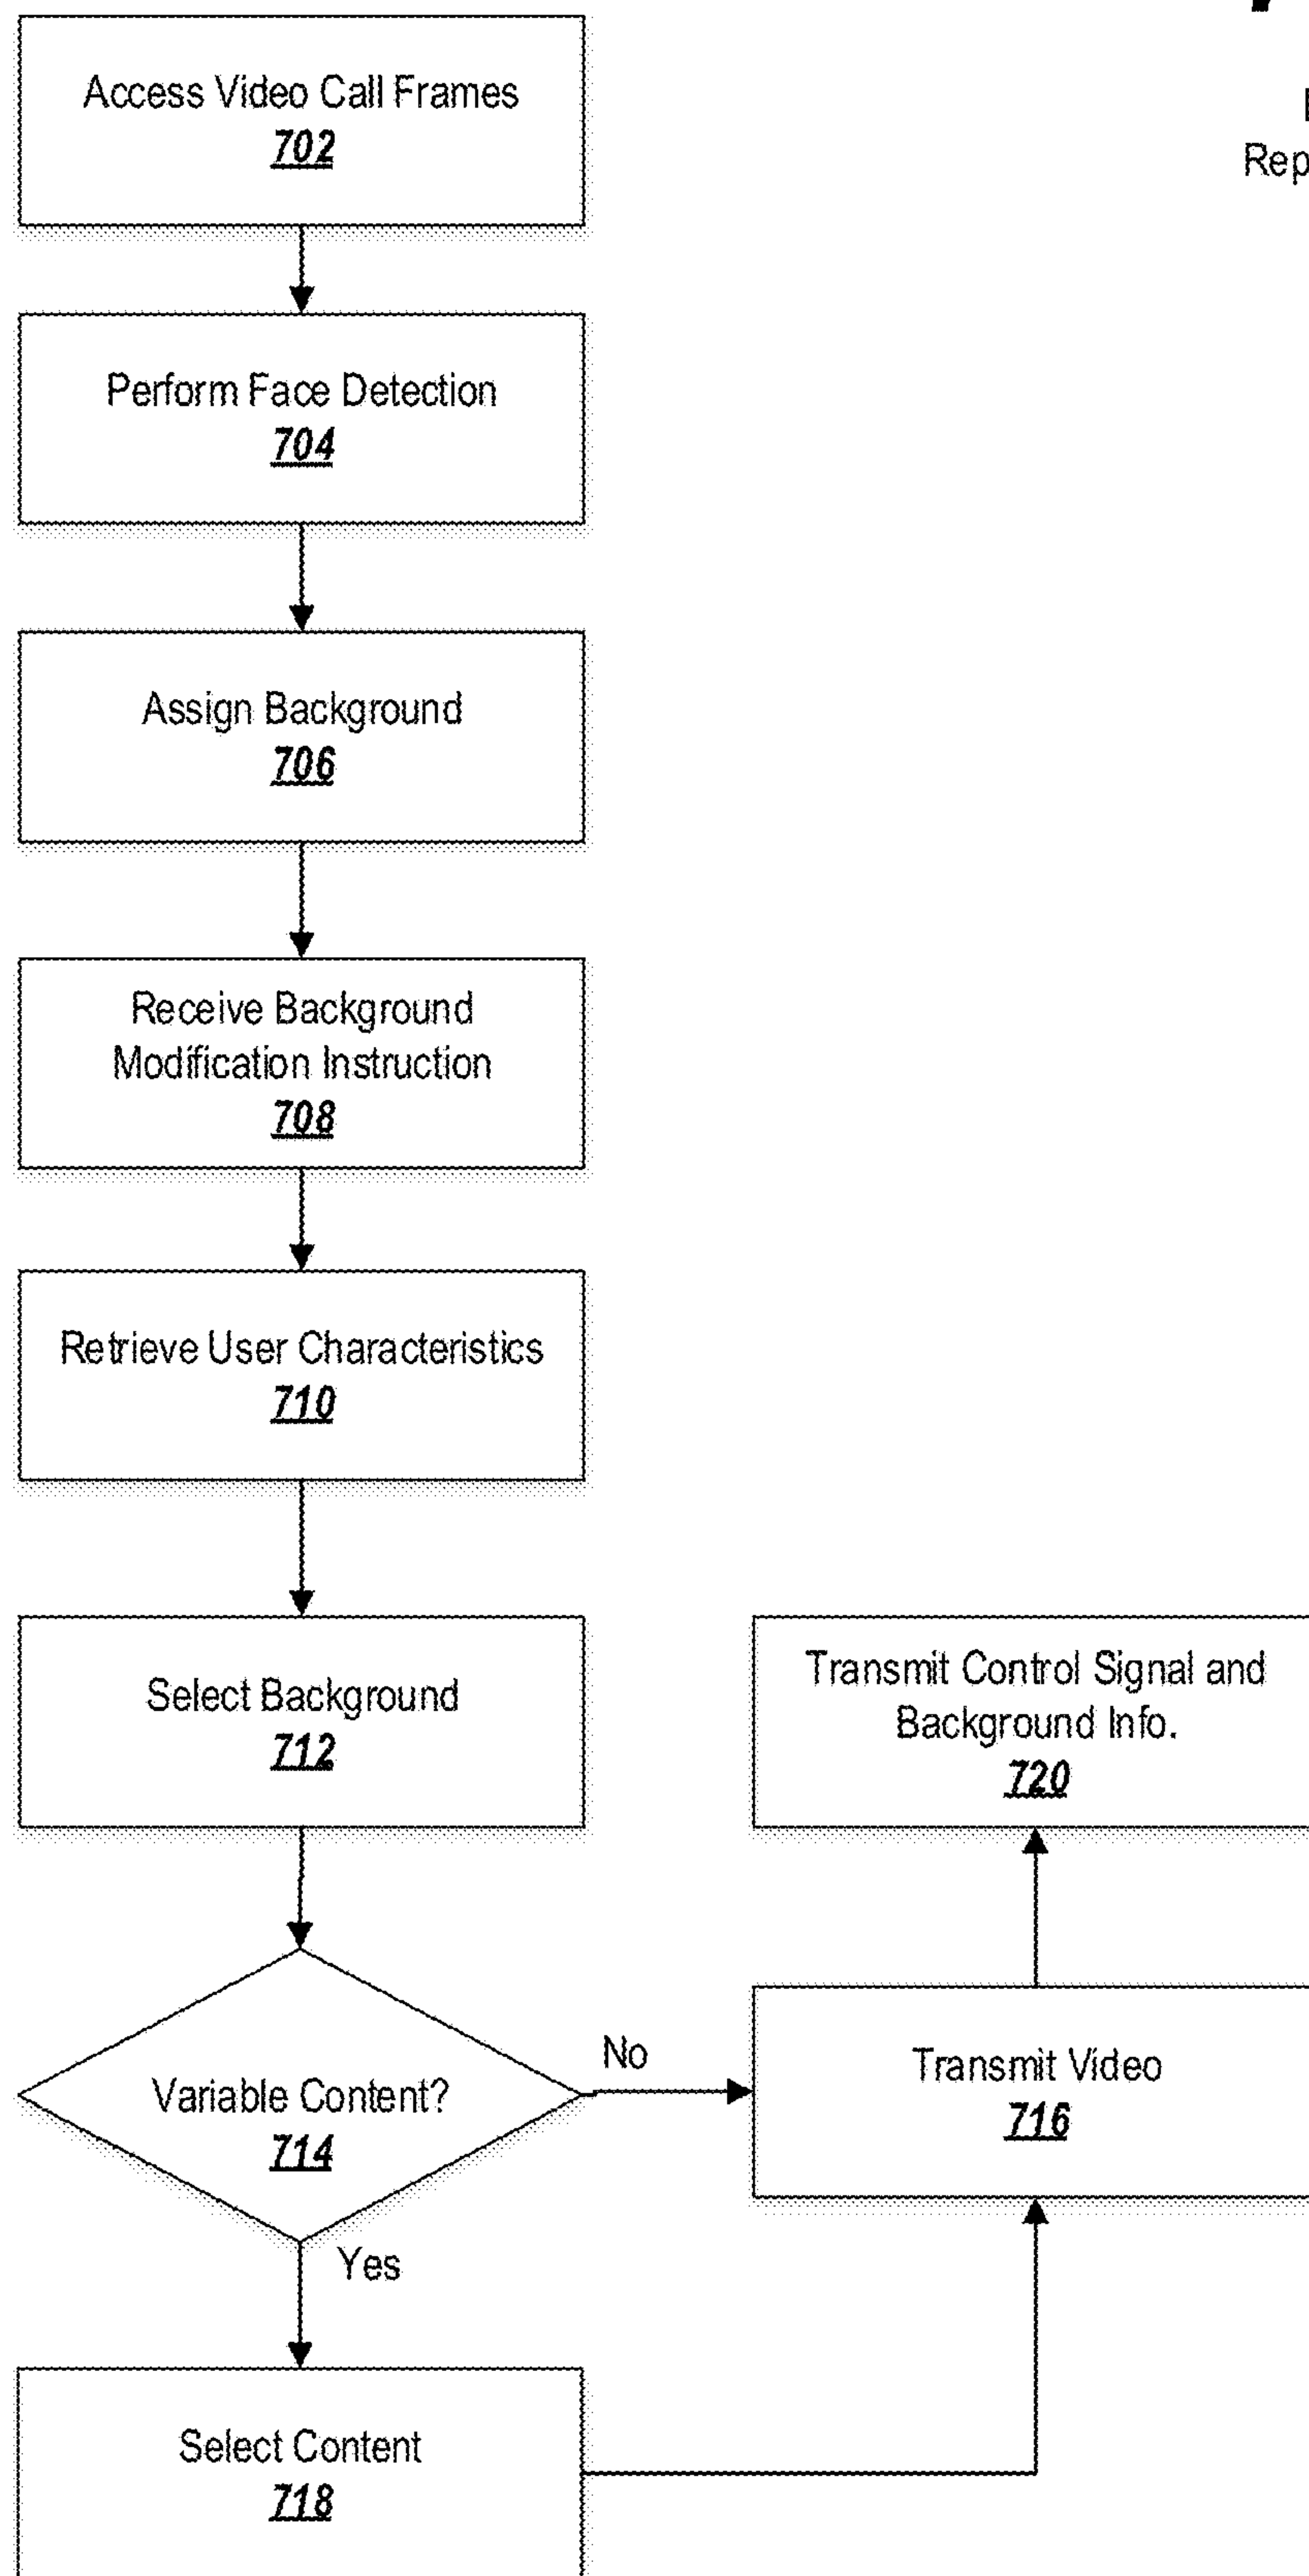 Access Video Call Frames
702
Perform Face Detection
704
Assign Background
706
Receive Background
Modification Instruction
708
Retrieve User Characteristics
710
Select Background
712
Variable Content?
714
No
Yes
Select Content
718
Transmit Video
716
Transmit Control Signal and
Background Info.
720